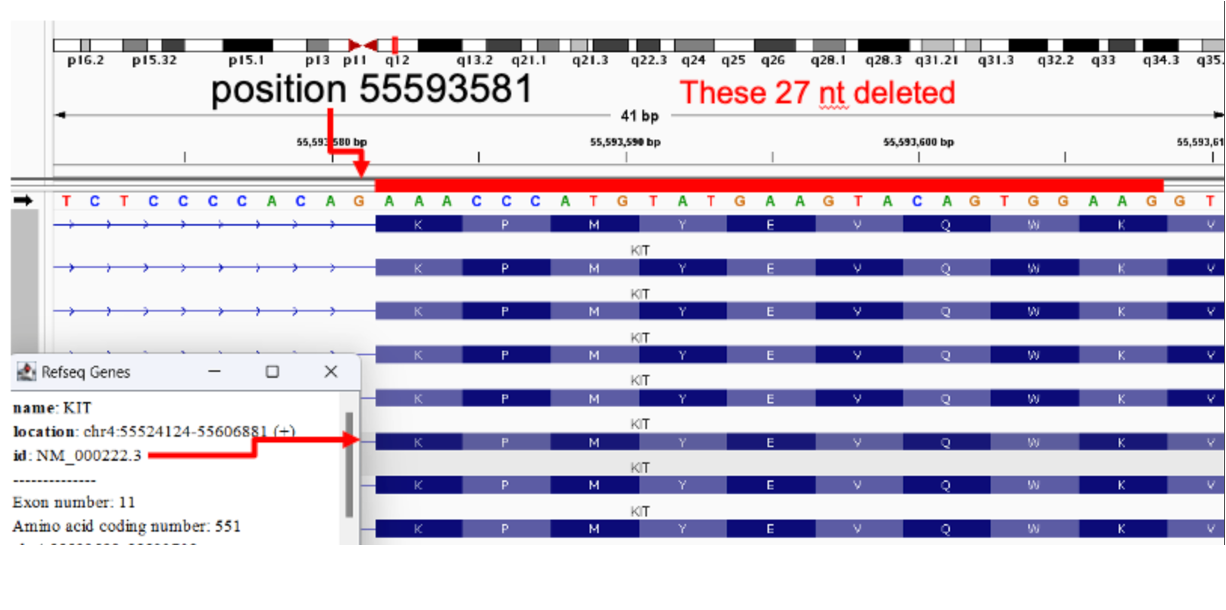 p16.2 p15.32 p15.1 p13 p11 q12 q13.2 q21.1 q21.3 q22.3 q24 q25 q26 q28.1 q28.3 q31.21 q31.3 q32.2 q33 q34.3 q35.
position 55593581
These 27 nt deleted
41 bp
55,593,580 bp 55,593,590 bp 55,593,600 bp 55,593,61
T C T C C C C A C A G A A A C C C A T G T A T G A A G T A C A G T G G A A G G T
K P M Y E V Q W K V
KIT
K P M Y E V Q W K V
KIT
K P M Y E V Q W K V
KIT
K P M Y E V Q W K V
KIT
K P M Y E V Q W K V
KIT
K P M Y E V Q W K V
KIT
K P M Y E V Q W K V
KIT
K P M Y E V Q W K V
Refseq Genes
name: KIT
location: chr4:55524124-55606881 (+)
id: NM_000222.3
--------------
Exon number: 11
Amino acid coding number: 551